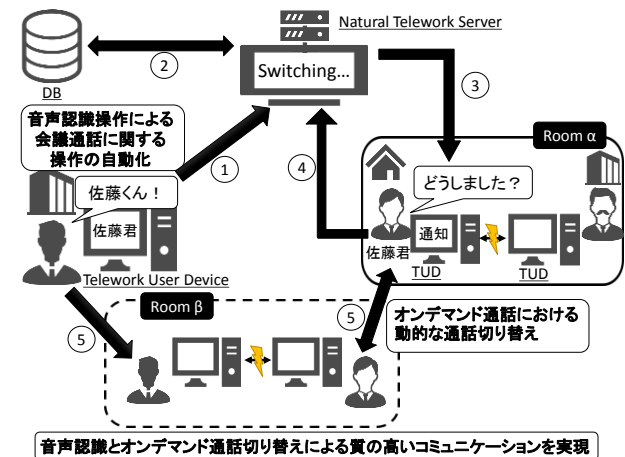 Natural Telework Server
②
Switching...
DB
③
音声認識操作による
会議通話に関する
操作の自動化
Room α
①
④
どうしました？
佐藤くん！
佐藤君
通知
佐藤君
TUD
TUD
Telework User Device
Room β
⑤
⑤
オンデマンド通話における
動的な通話切り替え
音声認識とオンデマンド通話切り替えによる質の高いコミュニケーションを実現